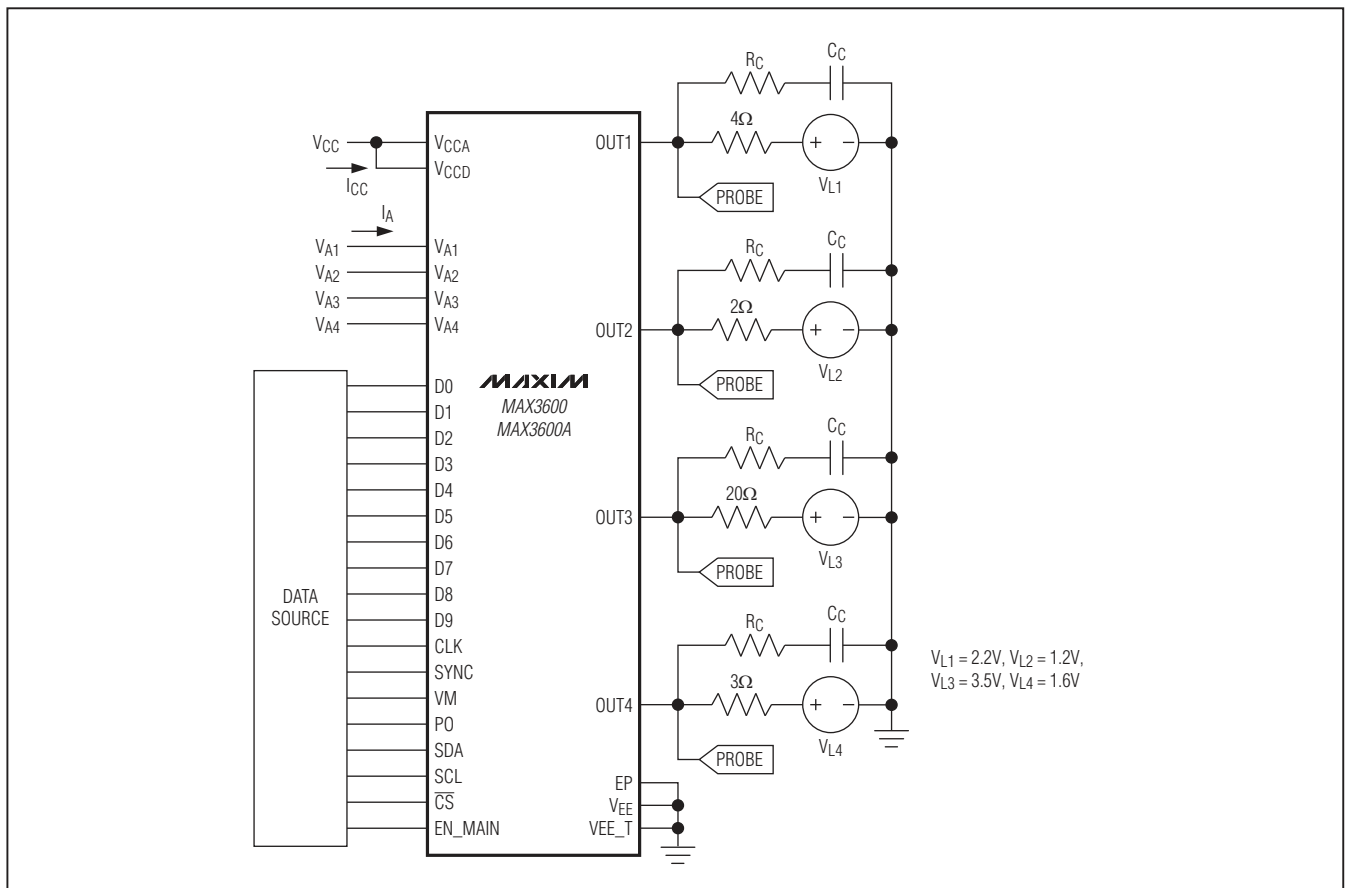 VCC
ICC
IA
VA1
VA2
VA3
VA4
DATA
SOURCE
VCCA
VCCD
VA1
VA2
VA3
VA4
D0
D1
D2
D3
D4
D5
D6
D7
D8
D9
CLK
SYNC
VM
PO
SDA
SCL
CS
EN_MAIN
MAXIM
MAX3600
MAX3600A
OUT1
OUT2
OUT3
OUT4
EP
VEE
VEE_T
RC
CC
4Ω
+ −
VL1
PROBE
RC
CC
2Ω
+ −
VL2
PROBE
RC
CC
20Ω
+ −
VL3
PROBE
RC
CC
3Ω
+ −
VL4
PROBE
VL1 = 2.2V, VL2 = 1.2V,
VL3 = 3.5V, VL4 = 1.6V